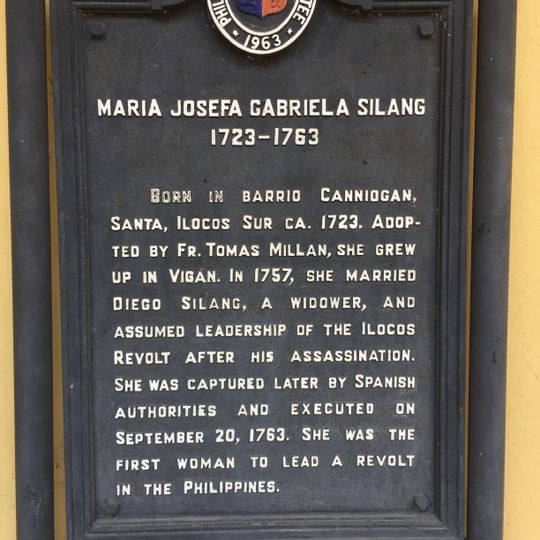 PHIL TEE
★ 1963 ★
MARIA JOSEFA GABRIELA SILANG
1723–1763
BORN IN BARRIO CANNIOGAN,
SANTA, ILOCOS SUR CA. 1723. ADOP-
TED BY FR. TOMAS MILLAN, SHE GREW
UP IN VIGAN. IN 1757, SHE MARRIED
DIEGO SILANG, A WIDOWER, AND
ASSUMED LEADERSHIP OF THE ILOCOS
REVOLT AFTER HIS ASSASSINATION.
SHE WAS CAPTURED LATER BY SPANISH
AUTHORITIES AND EXECUTED ON
SEPTEMBER 20, 1763. SHE WAS THE
FIRST WOMAN TO LEAD A REVOLT
IN THE PHILIPPINES.